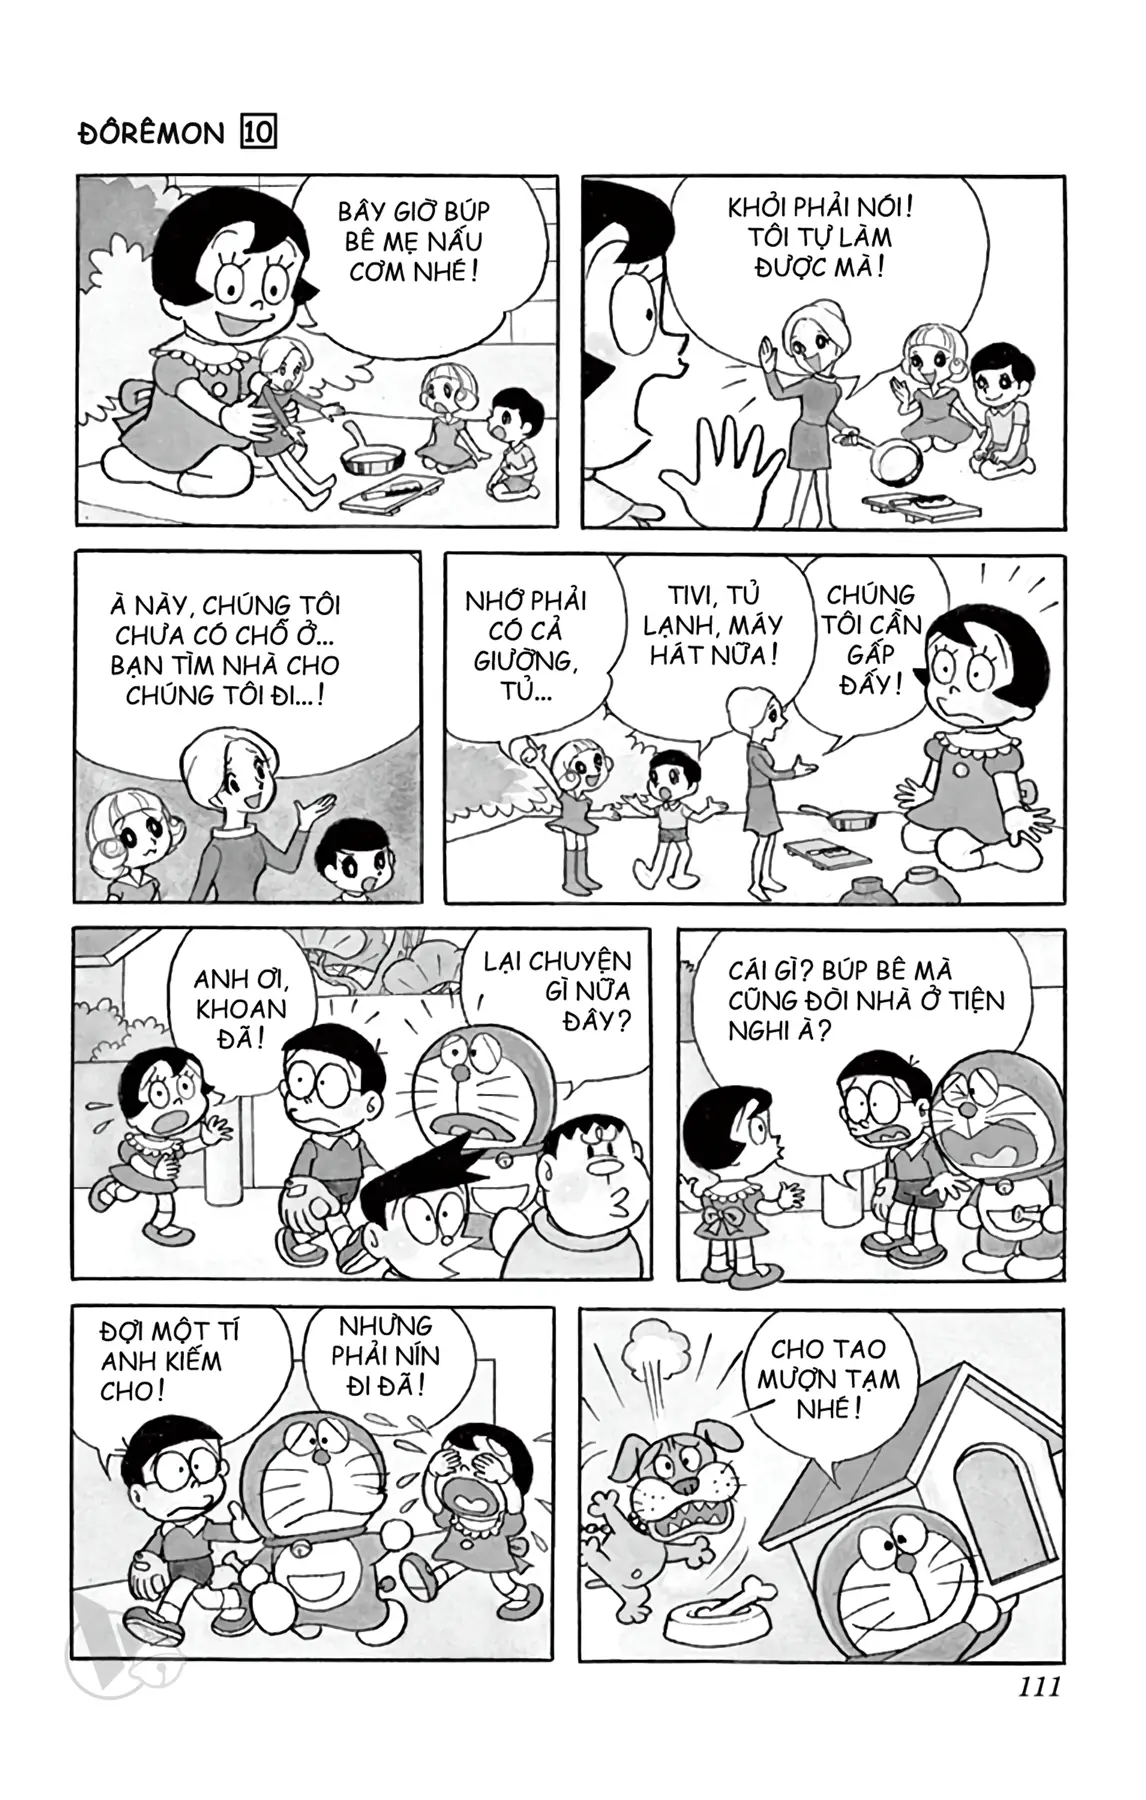 ĐÔRÊMON 10
BÂY GIỜ BÚP
BÊ MẸ NẤU
CƠM NHÉ!
KHỎI PHẢI NÓI!
TÔI TỰ LÀM
ĐƯỢC MÀ!
À NÀY, CHÚNG TÔI
CHƯA CÓ CHỖ Ở...
BẠN TÌM NHÀ CHO
CHÚNG TÔI ĐI...!
NHỚ PHẢI
CÓ CẢ
GIƯỜNG,
TỦ...
TIVI, TỦ
LẠNH, MÁY
HÁT NỮA!
CHÚNG
TÔI CẦN
GẤP
ĐẤY!
ANH ƠI,
KHOAN
ĐÃ!
LẠI CHUYỆN
GÌ NỮA
ĐÂY?
CÁI GÌ? BÚP BÊ MÀ
CŨNG ĐÒI NHÀ Ở TIỆN
NGHI À?
ĐỢI MỘT TÍ
ANH KIẾM
CHO!
NHƯNG
PHẢI NÍN
ĐI ĐÃ!
CHO TAO
MƯỢN TẠM
NHÉ!
111